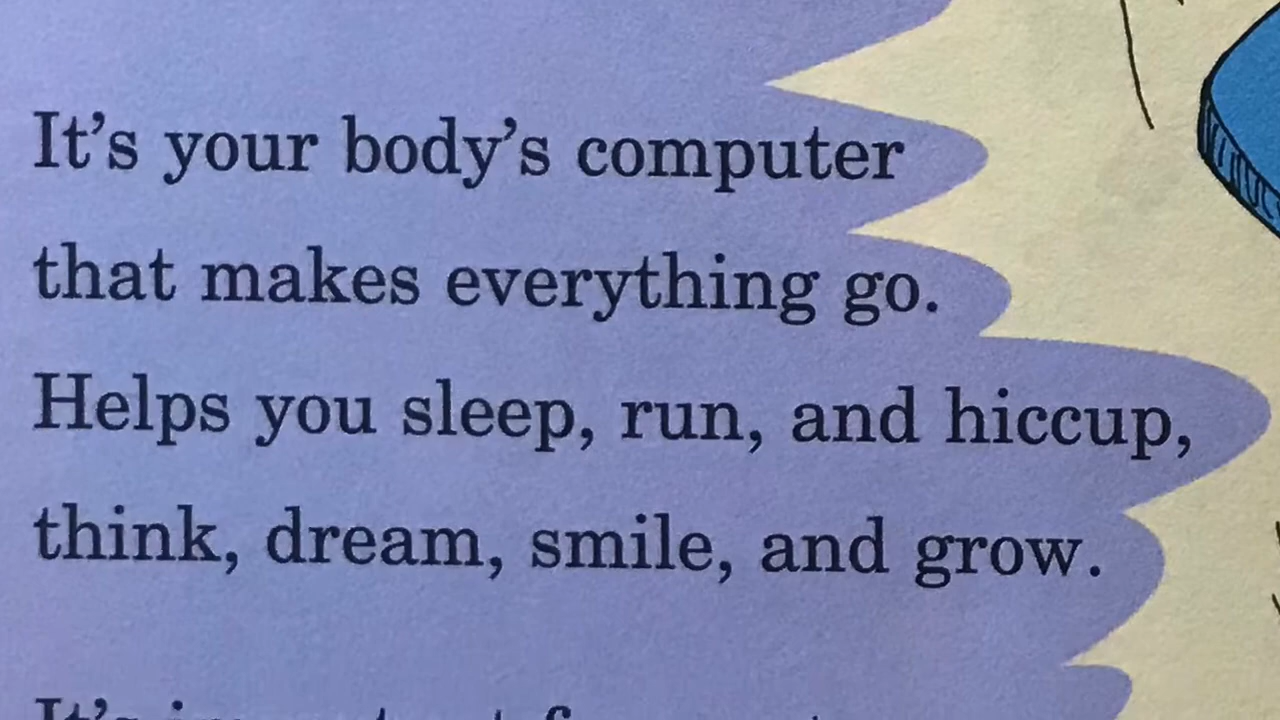 It's your body's computer
that makes everything go.
Helps you sleep, run, and hiccup,
think, dream, smile, and grow.
It's